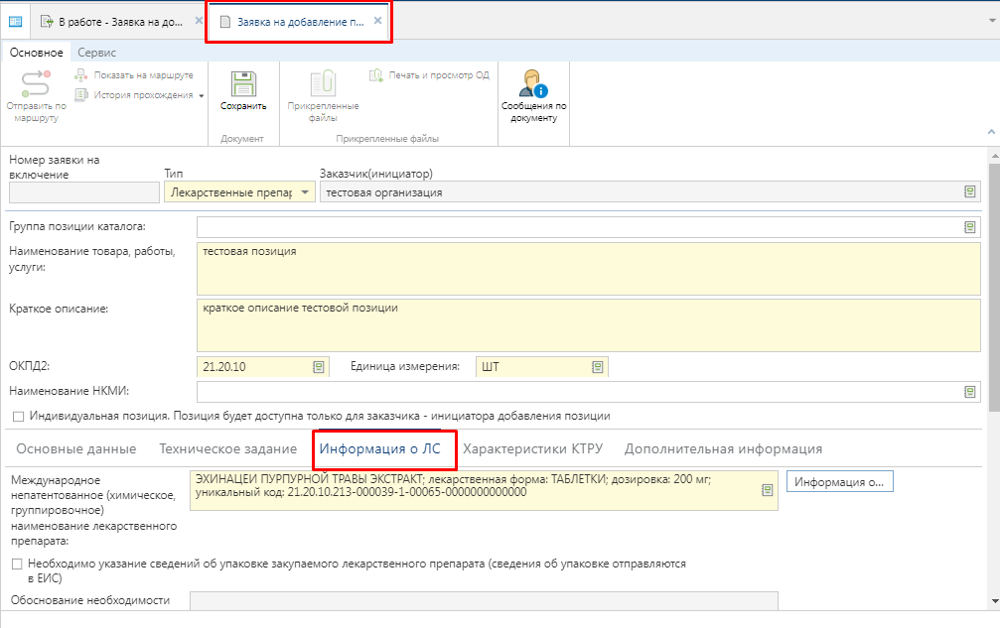 В работе - Заявка на до...
Заявка на добавление п...
Основное
Сервис
Отправить по маршруту
Показать на маршруте
История прохождения
Сохранить
Документ
Прикрепленные файлы
Печать и просмотр ОД
Прикрепленные файлы
Сообщения по документу
Номер заявки на
включение
Тип
Заказчик(инициатор)
Лекарственные препар
тестовая организация
Группа позиции каталога:
Наименование товара, работы,
услуги:
тестовая позиция
Краткое описание:
краткое описание тестовой позиции
ОКПД2:
21.20.10
Единица измерения:
ШТ
Наименование НКМИ:
Индивидуальная позиция. Позиция будет доступна только для заказчика - инициатора добавления позиции
Основные данные
Техническое задание
Информация о ЛС
Характеристики КТРУ
Дополнительная информация
Международное
непатентованное (химическое,
группировочное)
наименование лекарственного
препарата:
ЭХИНАЦЕИ ПУРПУРНОЙ ТРАВЫ ЭКСТРАКТ; лекарственная форма: ТАБЛЕТКИ; дозировка: 200 мг;
уникальный код: 21.20.10.213-000039-1-00065-0000000000000
Информация о...
Необходимо указание сведений об упаковке закупаемого лекарственного препарата (сведения об упаковке отправляются
в ЕИС)
Обоснование необходимости